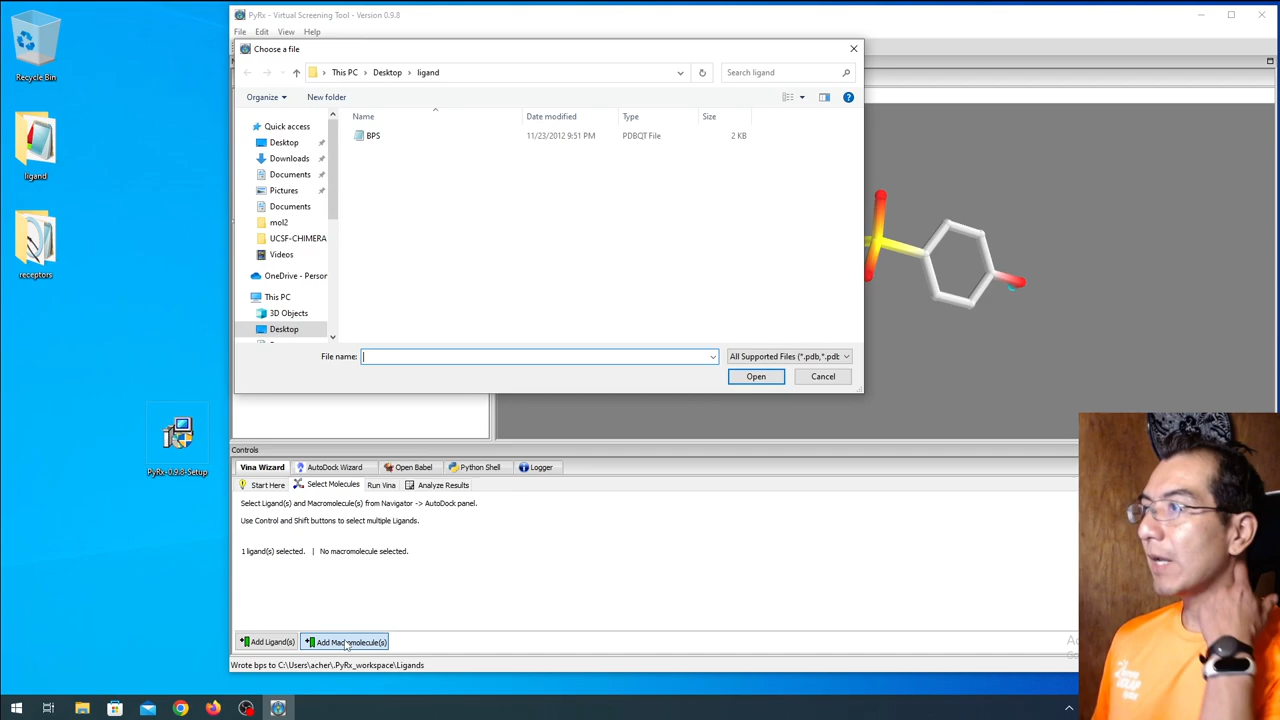 Recycle Bin
ligand
receptors
PyRx-0.9.8-Setup
PyRx - Virtual Screening Tool - Version 0.9.8
File Edit View Help
Choose a file
This PC > Desktop > ligand
Search ligand
Organize New folder
Name Date modified Type Size
BPS 11/23/2012 9:51 PM PDBQT File 2 KB
Quick access
Desktop
Downloads
Documents
Pictures
Documents
mol2
UCSF-CHIMERA
Videos
OneDrive - Person
This PC
3D Objects
Desktop
File name:
All Supported Files (*.pdb,*.pdb
Open Cancel
Controls
Vina Wizard AutoDock Wizard Open Babel Python Shell Logger
Start Here Select Molecules Run Vina Analyze Results
Select Ligand(s) and Macromolecule(s) from Navigator -> AutoDock panel.
Use Control and Shift buttons to select multiple Ligands.
1 ligand(s) selected. | No macromolecule selected.
Add Ligand(s) Add Macromolecule(s)
Wrote bps to C:\Users\acher\.PyRx_workspace\Ligands